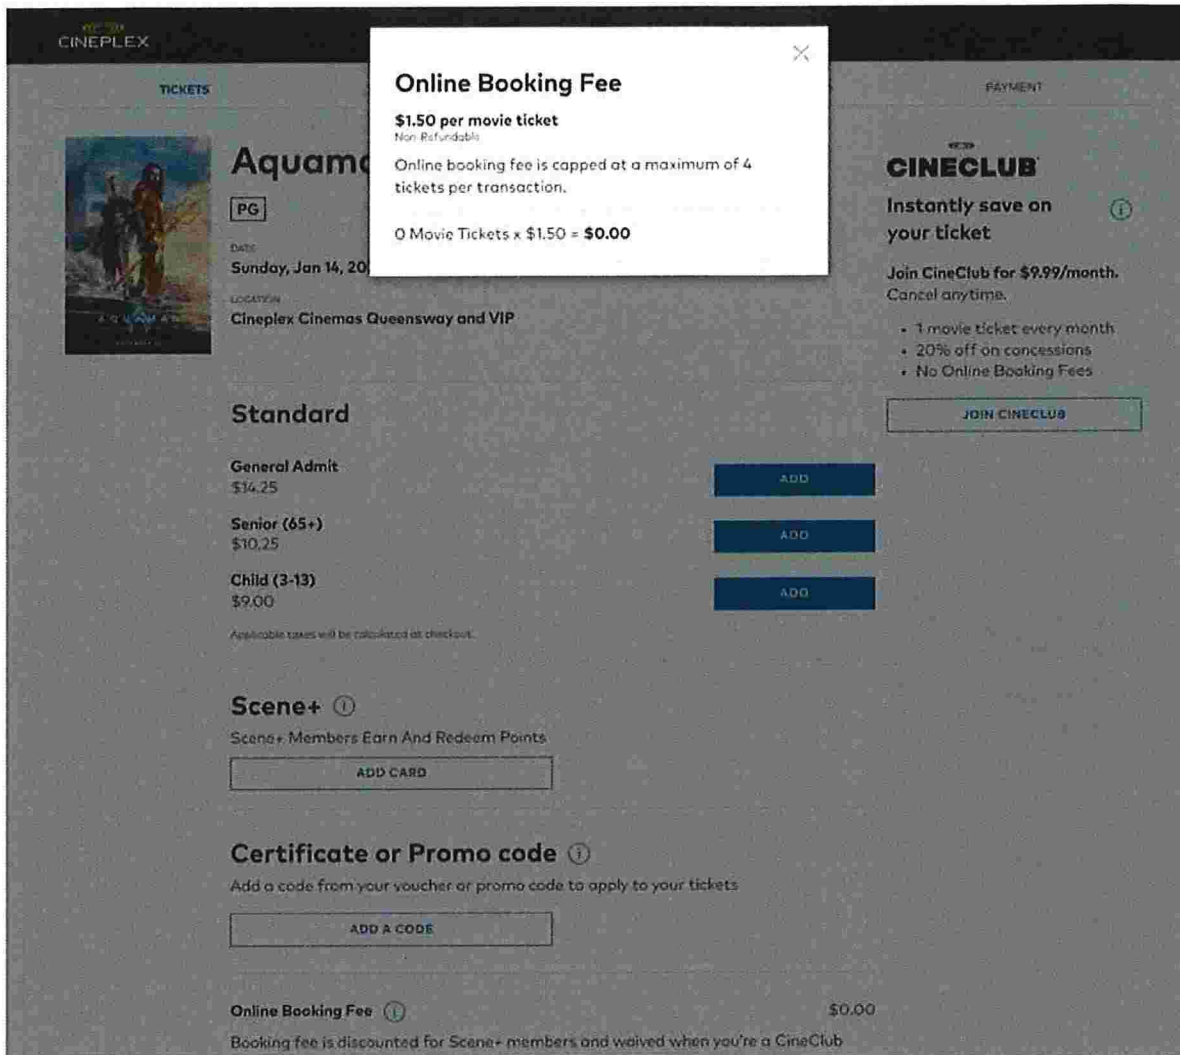 CINEPLEX
TICKETS
PAYMENT
Online Booking Fee
$1.50 per movie ticket
Non-Refundable
Online booking fee is capped at a maximum of 4
tickets per transaction.
0 Movie Tickets x $1.50 = $0.00
Aquama
PG
DATE
Sunday, Jan 14, 20
LOCATION
Cineplex Cinemas Queensway and VIP
CINECLUB
Instantly save on
your ticket
Join CineClub for $9.99/month.
Cancel anytime.
• 1 movie ticket every month
• 20% off on concessions
• No Online Booking Fees
JOIN CINECLUB
Standard
General Admit
$14.25
ADD
Senior (65+)
$10.25
ADD
Child (3-13)
$9.00
ADD
Applicable taxes will be calculated at checkout.
Scene+
Scene+ Members Earn And Redeem Points
ADD CARD
Certificate or Promo code
Add a code from your voucher or promo code to apply to your tickets
ADD A CODE
Online Booking Fee
$0.00
Booking fee is discounted for Scene+ members and waived when you're a CineClub